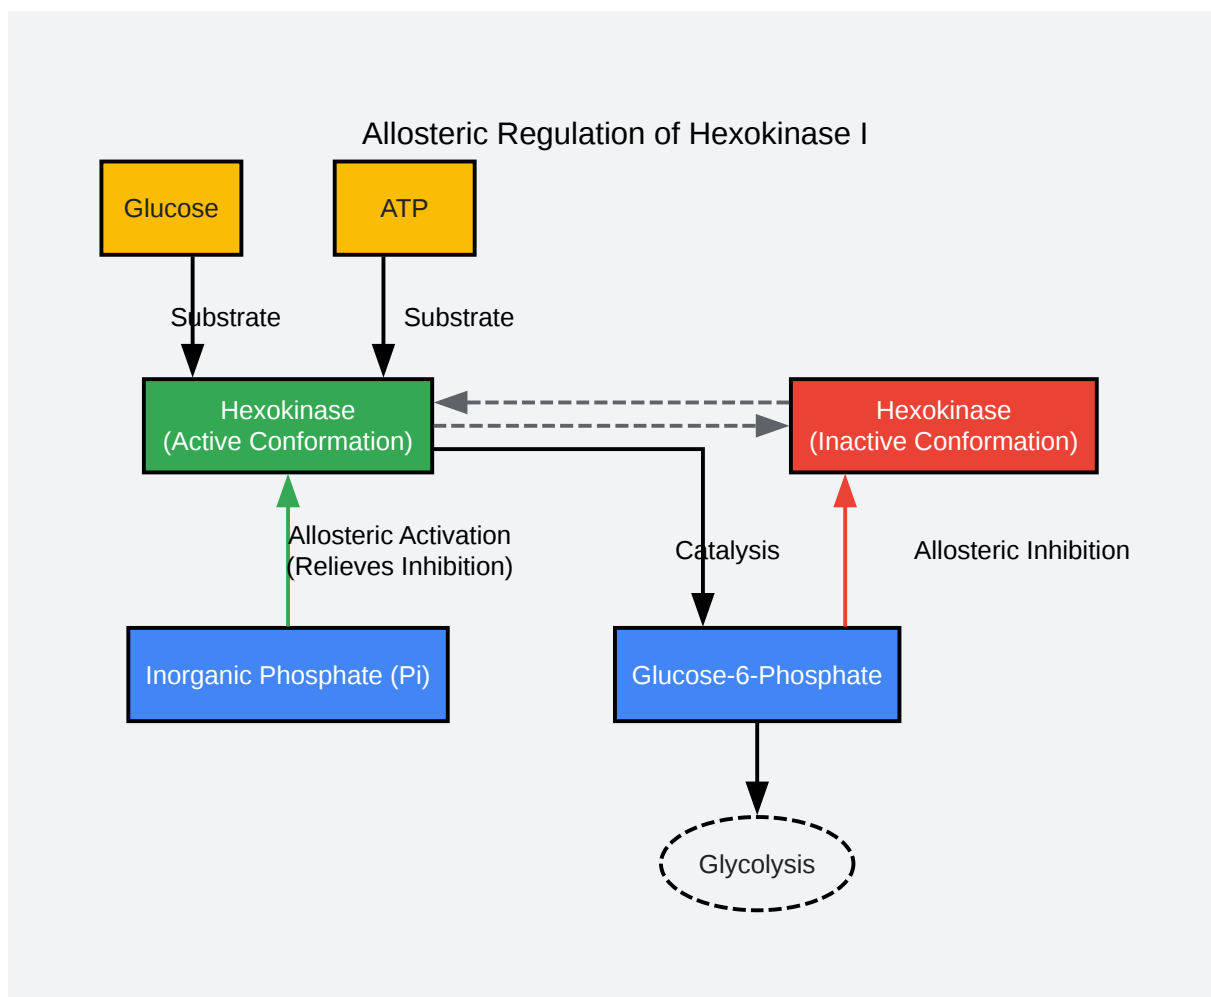 Allosteric Regulation of Hexokinase I
Glucose
ATP
Substrate
Substrate
Hexokinase
(Active Conformation)
Hexokinase
(Inactive Conformation)
Allosteric Activation
(Relieves Inhibition)
Catalysis
Allosteric Inhibition
Inorganic Phosphate (Pi)
Glucose-6-Phosphate
Glycolysis